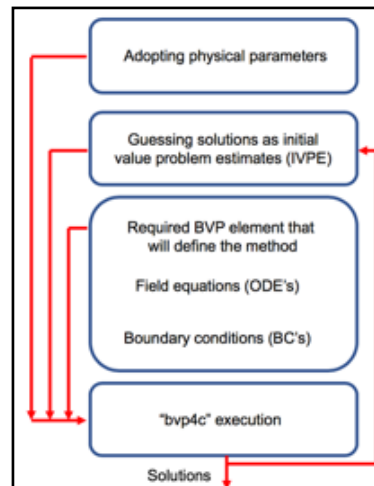 Adopting physical parameters
Guessing solutions as initial
value problem estimates (IVPE)
Required BVP element that
will define the method
Field equations (ODE's)
Boundary conditions (BC's)
"bvp4c" execution
Solutions